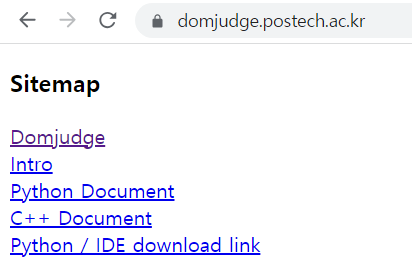 domjudge.postech.ac.kr
Sitemap
Domjudge
Intro
Python Document
C++ Document
Python / IDE download link